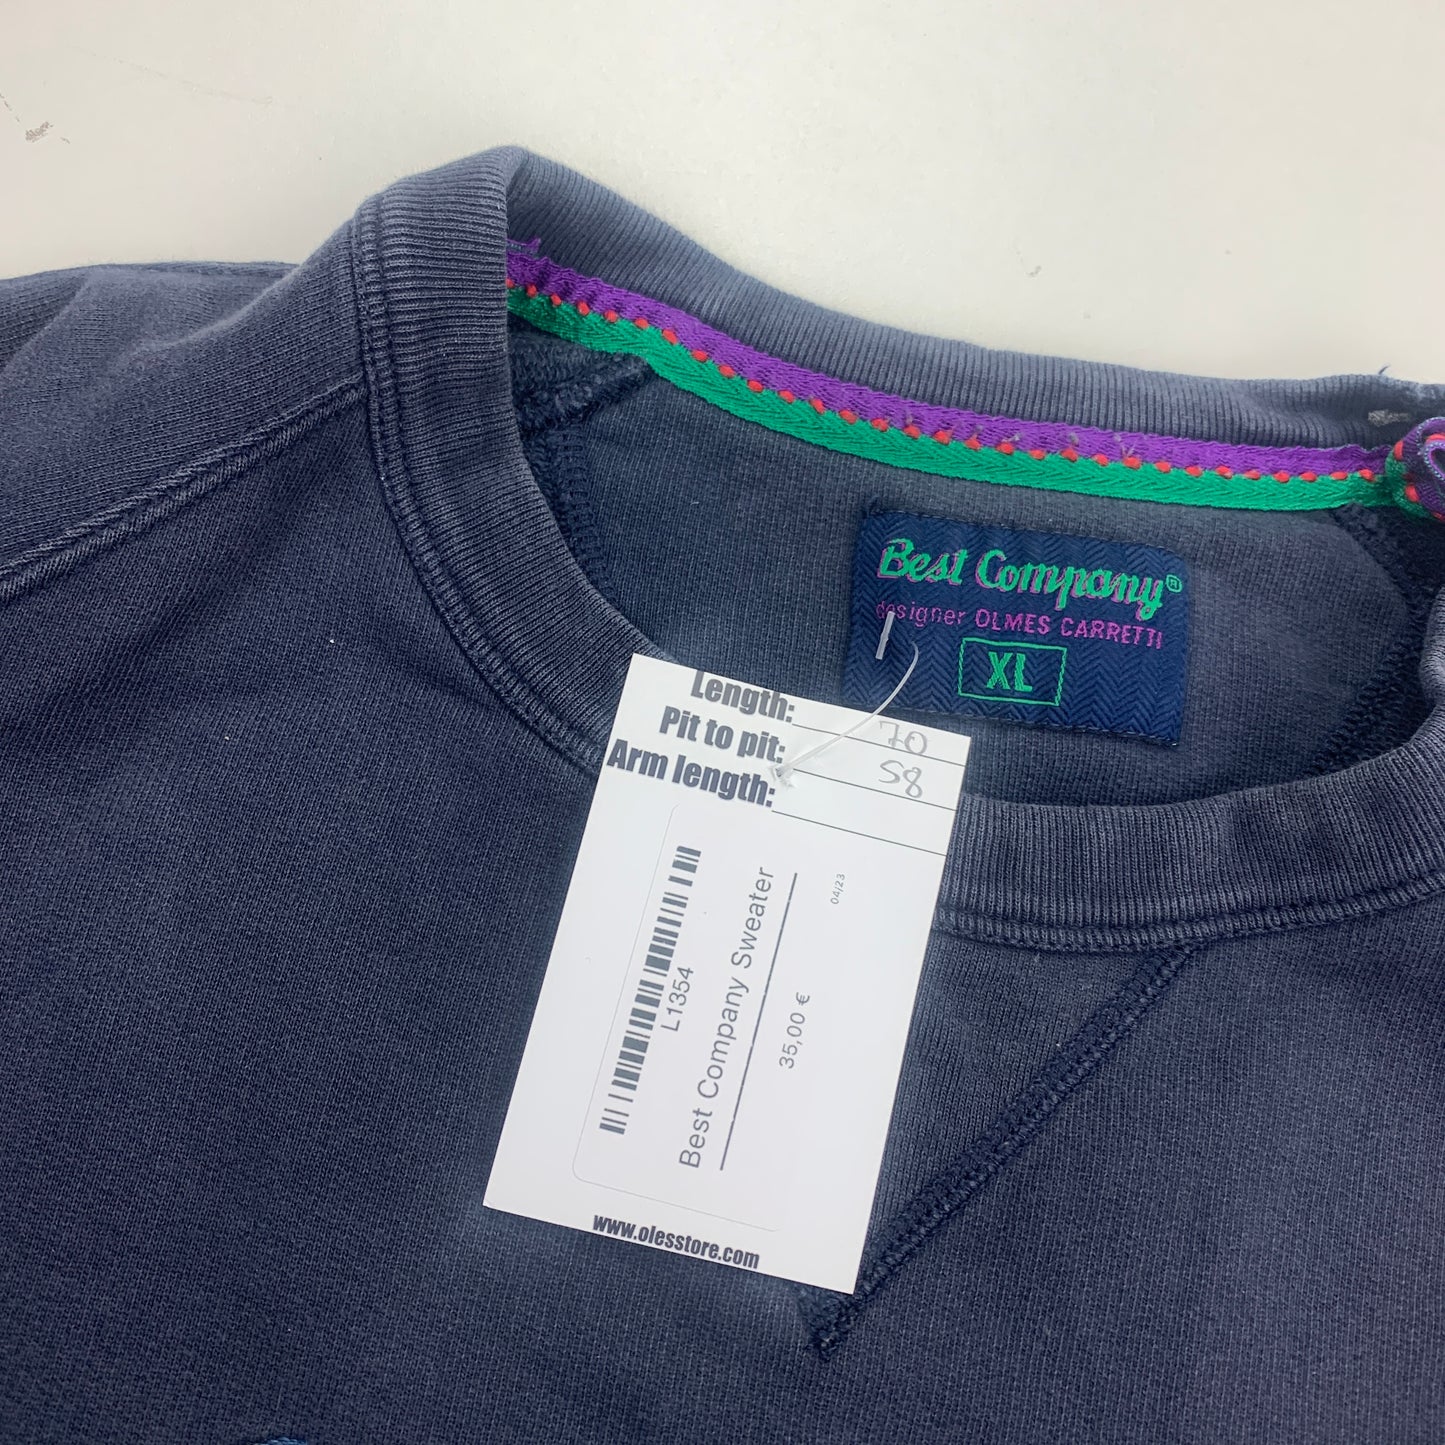 Best Company®
designer OLMES CARRETTI
XL
Length: 70
Pit to pit: 58
Arm length:
L1354
Best Company Sweater
35,00 €
04/23
www.olesstore.com